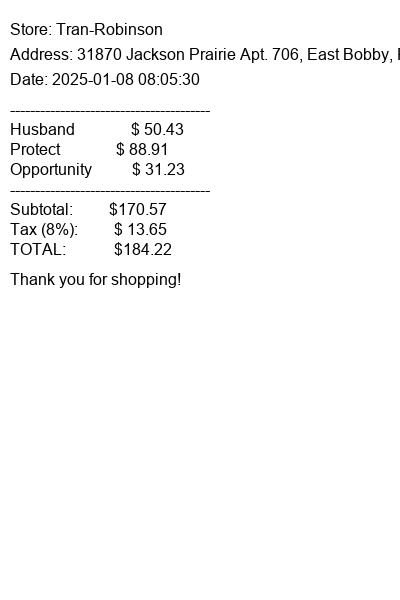 Store: Tran-Robinson
Address: 31870 Jackson Prairie Apt. 706, East Bobby,
Date: 2025-01-08 08:05:30
----------------------------------------
Husband $ 50.43
Protect $ 88.91
Opportunity $ 31.23
----------------------------------------
Subtotal: $170.57
Tax (8%): $ 13.65
TOTAL: $184.22
Thank you for shopping!